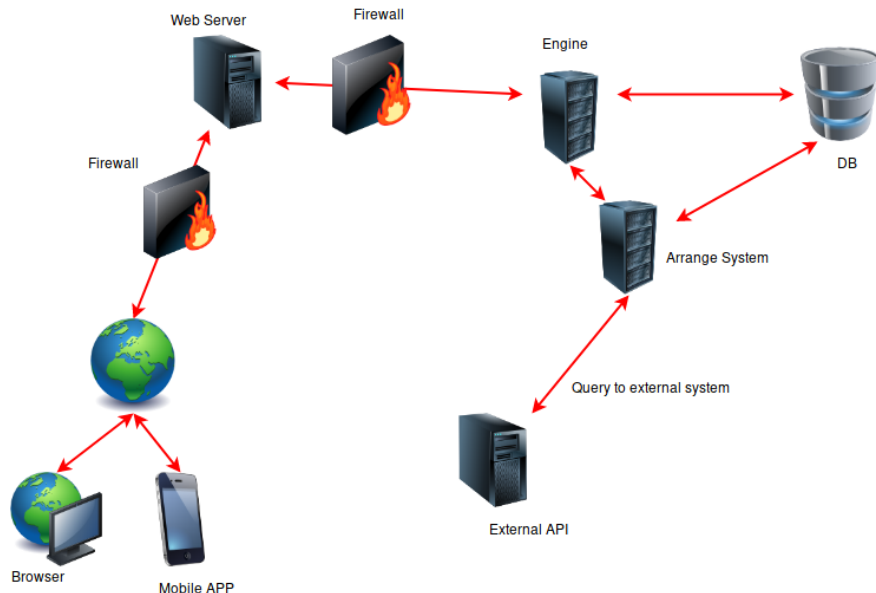 Web Server
Firewall
Engine
Firewall
DB
Arrange System
Query to external system
External API
Browser
Mobile APP